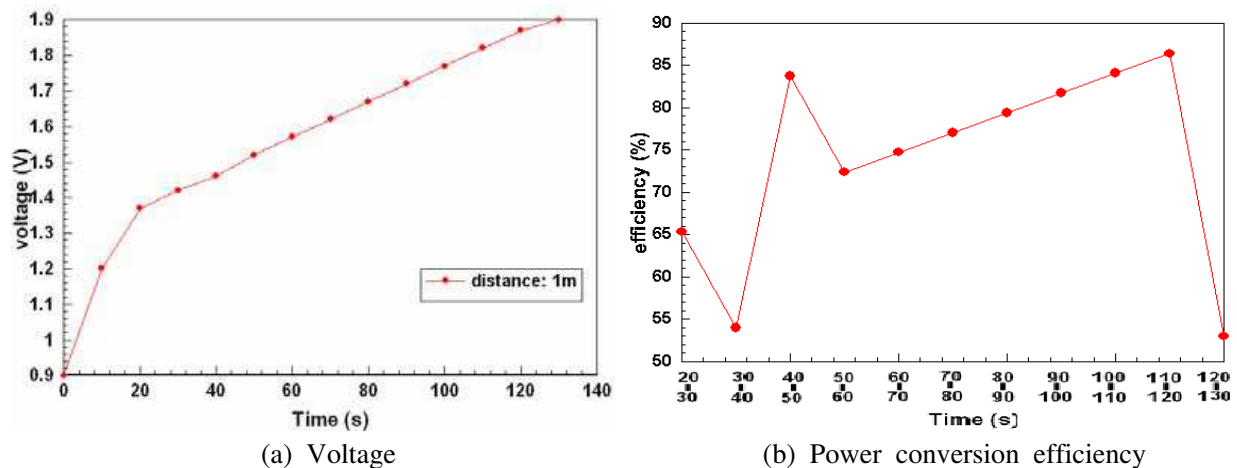 1.9
1.8
1.7
1.6
1.5
1.4
1.3
1.2
1.1
1
0.9
voltage (V)
distance: 1m
0 20 40 60 80 100 120 140
Time (s)
(a) Voltage
90
85
80
75
70
65
60
55
50
efficiency (%)
20 30 40 50 60 70 80 90 100 110 120
30 40 50 60 70 80 90 100 110 120 130
Time (s)
(b) Power conversion efficiency